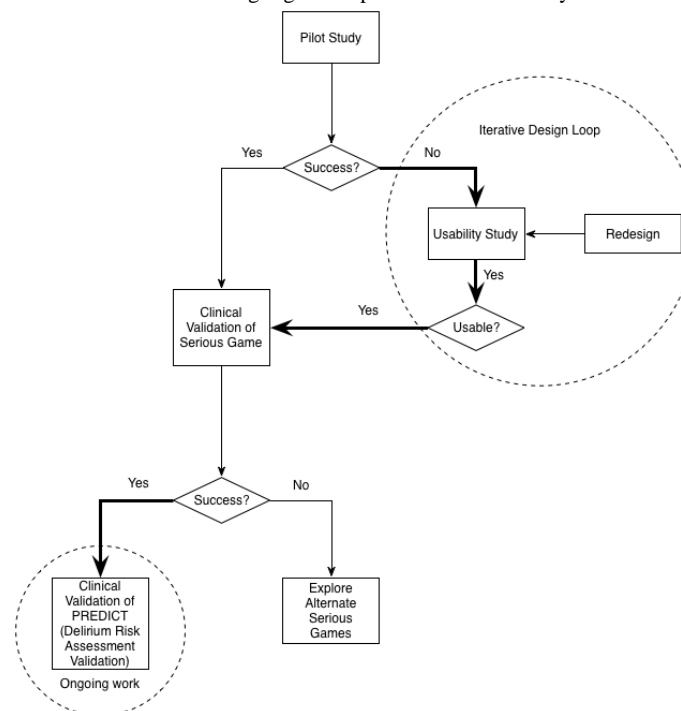 Pilot Study
Iterative Design Loop
Yes
Success?
No
Usability Study
Redesign
Yes
Clinical
Validation of
Serious Game
Yes
Usable?
Yes
Success?
No
Clinical
Validation of
PREDICT
(Delirium Risk
Assessment
Validation)
Explore
Alternate
Serious
Games
Ongoing work